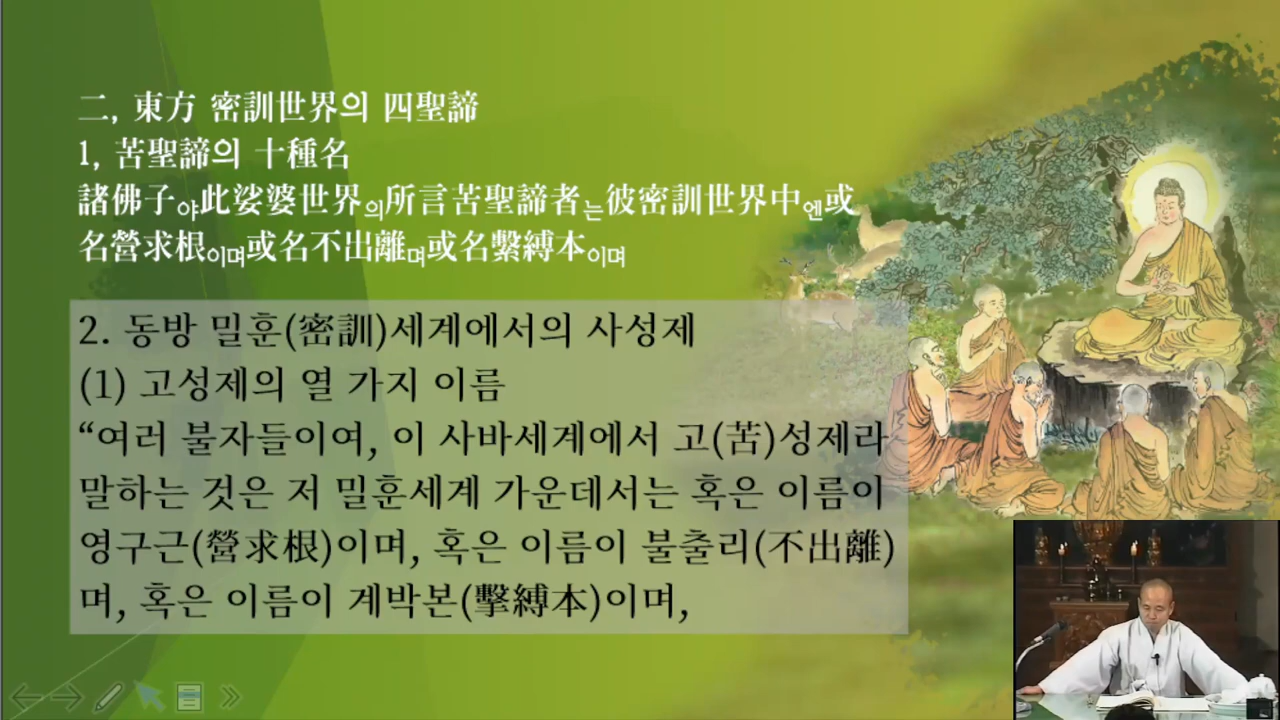 二, 東方 密訓世界의 四聖諦
1, 苦聖諦의 十種名
諸佛子야此娑婆世界의所言苦聖諦者는彼密訓世界中엔或
名營求根이며或名不出離며或名繫縛本이며
2. 동방 밀훈(密訓)세계에서의 사성제
(1) 고성제의 열 가지 이름
“여러 불자들이여, 이 사바세계에서 고(苦)성제라
말하는 것은 저 밀훈세계 가운데서는 혹은 이름이
영구근(營求根)이며, 혹은 이름이 불출리(不出離)
며, 혹은 이름이 계박본(擊縛本)이며,